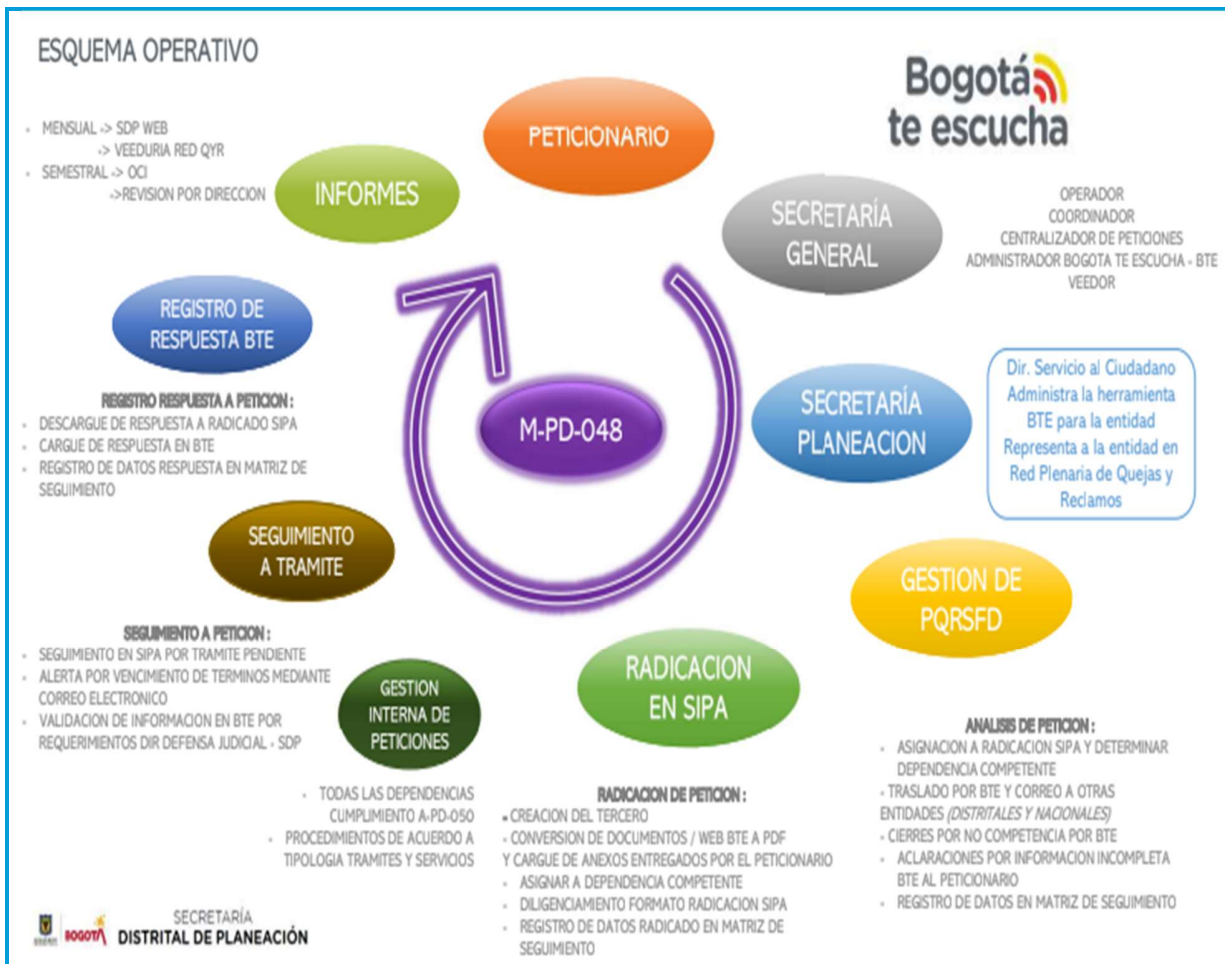 ESQUEMA OPERATIVO
Bogotá
te escucha
- MENSUAL -> SDP WEB
-> VEEDURIA RED QYR
- SEMESTRAL -> OCI
->REVISION POR DIRECCION
INFORMES
PETICIONARIO
SECRETARÍA
GENERAL
OPERADOR
COORDINADOR
CENTRALIZADOR DE PETICIONES
ADMINISTRADOR BOGOTA TE ESCUCHA - BTE
VEEDOR
REGISTRO DE
RESPUESTA BTE
M-PD-048
SECRETARÍA
PLANEACION
Dir. Servicio al Ciudadano
Administra la herramienta
BTE para la entidad
Representa a la entidad en
Red Plenaria de Quejas y
Reclamos
REGISTRO RESPUESTA A PETICION :
- DESCARGUE DE RESPUESTA A RADICADO SIPA
- CARGUE DE RESPUESTA EN BTE
- REGISTRO DE DATOS RESPUESTA EN MATRIZ DE
SEGUIMIENTO
SEGUIMIENTO
A TRAMITE
GESTION DE
PQRSFD
SEGUIMIENTO A PETICION :
- SEGUIMIENTO EN SIPA POR TRAMITE PENDIENTE
- ALERTA POR VENCIMIENTO DE TERMINOS MEDIANTE
CORREO ELECTRONICO
- VALIDACION DE INFORMACION EN BTE POR
REQUERIMIENTOS DIR DEFENSA JUDICIAL - SDP
GESTION
INTERNA DE
PETICIONES
RADICACION
EN SIPA
- TODAS LAS DEPENDENCIAS
CUMPLIMIENTO A-PD-050
- PROCEDIMIENTOS DE ACUERDO A
TIPOLOGIA TRAMITES Y SERVICIOS
RADICACION DE PETICION :
- CREACION DEL TERCERO
- CONVERSION DE DOCUMENTOS / WEB BTE A PDF
Y CARGUE DE ANEXOS ENTREGADOS POR EL PETICIONARIO
- ASIGNAR A DEPENDENCIA COMPETENTE
- DILIGENCIAMIENTO FORMATO RADICACION SIPA
- REGISTRO DE DATOS RADICADO EN MATRIZ DE
SEGUIMIENTO
ANALISIS DE PETICION :
- ASIGNACION A RADICACION SIPA Y DETERMINAR
DEPENDENCIA COMPETENTE
- TRASLADO POR BTE Y CORREO A OTRAS
ENTIDADES (DISTRITALES Y NACIONALES)
- CIERRES POR NO COMPETENCIA POR BTE
- ACLARACIONES POR INFORMACION INCOMPLETA
BTE AL PETICIONARIO
- REGISTRO DE DATOS EN MATRIZ DE SEGUIMIENTO
BOGOTÁ
SECRETARÍA
DISTRITAL DE PLANEACIÓN